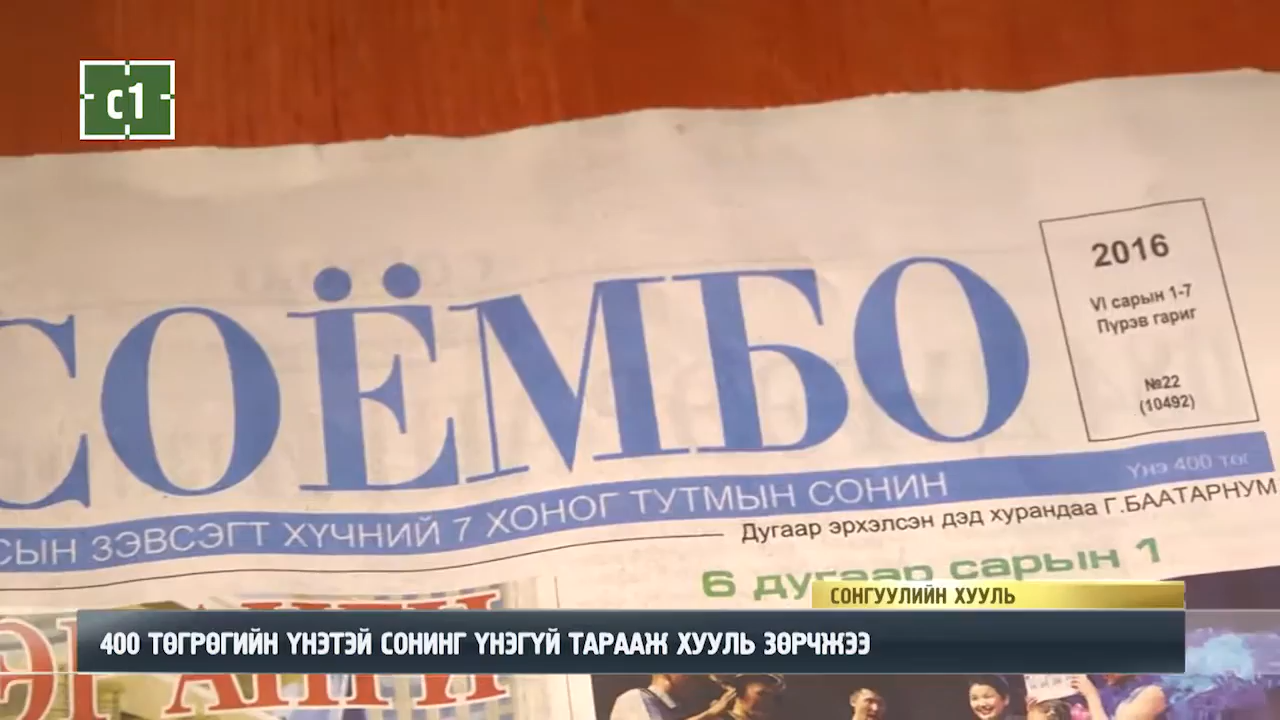 c1
СОЁМБО
2016
VI сарын 1-7
Пүрэв гариг
№22
(10492)
Үнэ 400 төг
ЗЭВСЭГТ ХҮЧНИЙ 7 ХОНОГ ТУТМЫН СОНИН
Дугаар эрхэлсэн дэд хурандаа Г.БААТАРНУМ
6 дугаар сарын 1
СОНГУУЛИЙН ХУУЛЬ
400 ТӨГРӨГИЙН ҮНЭТЭЙ СОНИНГ ҮНЭГҮЙ ТАРААЖ ХУУЛЬ ЗӨРЧЖЭЭ
АНГИ